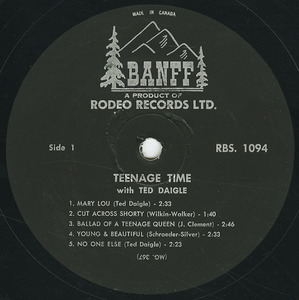 MADE IN CANADA
BANFF
A PRODUCT OF
RODEO RECORDS LTD.
Side 1
RBS. 1094
TEENAGE TIME
with TED DAIGLE
1. MARY LOU (Ted Daigle) - 2:33
2. CUT ACROSS SHORTY (Wilkin-Walker) - 1:40
3. BALLAD OF A TEENAGE QUEEN (J. Clement) - 2:46
4. YOUNG & BEAUTIFUL (Schroeder-Silver) - 2:33
5. NO ONE ELSE (Ted Daigle) - 2:23
(MO. 367)